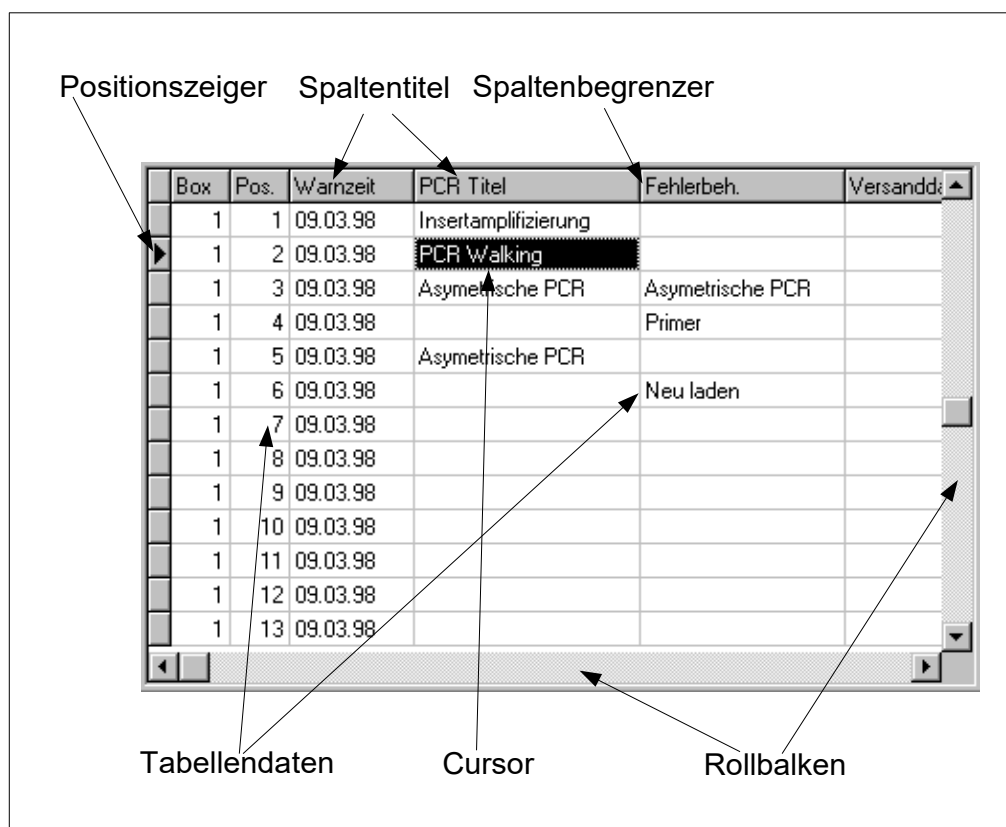 Positionszeiger Spaltentitel Spaltenbegrenzer
Box Pos. Warnzeit PCR Titel Fehlerbeh. Versandda
1 1 09.03.98 Insertamplifizierung
1 2 09.03.98 PCR Walking
1 3 09.03.98 Asymetrische PCR Asymetrische PCR
1 4 09.03.98 Primer
1 5 09.03.98 Asymetrische PCR
1 6 09.03.98 Neu laden
1 7 09.03.98
1 8 09.03.98
1 9 09.03.98
1 10 09.03.98
1 11 09.03.98
1 12 09.03.98
1 13 09.03.98
Tabellendaten Cursor Rollbalken